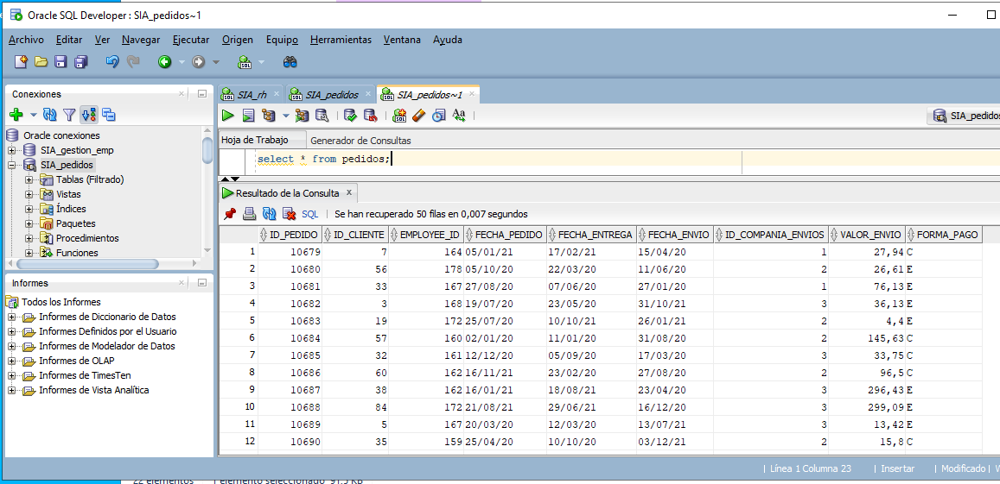 Oracle SQL Developer : SIA_pedidos~1
Archivo Editar Ver Navegar Ejecutar Origen Equipo Herramientas Ventana Ayuda
SQL
Conexiones
Oracle conexiones
SIA_gestion_emp
SIA_pedidos
Tablas (Filtrado)
Vistas
Índices
Paquetes
Procedimientos
Funciones
Informes
Todos los Informes
Informes de Diccionario de Datos
Informes Definidos por el Usuario
Informes de Modelador de Datos
Informes de OLAP
Informes de TimesTen
Informes de Vista Analítica
SIA_rh SIA_pedidos SIA_pedidos~1
SQL Aa SIA_pedidos
Hoja de Trabajo Generador de Consultas
select * from pedidos;
Resultado de la Consulta
SQL | Se han recuperado 50 filas en 0,007 segundos
ID_PEDIDO ID_CLIENTE EMPLOYEE_ID FECHA_PEDIDO FECHA_ENTREGA FECHA_ENVIO ID_COMPANIA_ENVIOS VALOR_ENVIO FORMA_PAGO
1 10679 7 164 05/01/21 17/02/21 15/04/20 1 27,94 C
2 10680 56 178 05/10/20 22/03/20 11/06/20 2 26,61 E
3 10681 33 167 27/08/20 07/06/20 27/01/20 1 76,13 E
4 10682 3 168 19/07/20 23/05/20 31/10/21 3 36,13 E
5 10683 19 172 25/07/20 10/10/21 26/01/21 2 4,4 E
6 10684 57 160 02/01/20 11/01/20 31/08/20 2 145,63 C
7 10685 32 161 12/12/20 05/09/20 17/03/20 3 33,75 C
8 10686 60 162 16/11/21 23/02/20 27/08/20 2 96,5 C
9 10687 38 162 16/01/21 18/08/21 23/04/20 3 296,43 E
10 10688 84 172 21/08/21 29/06/21 16/12/20 3 299,09 E
11 10689 5 167 20/03/20 12/03/20 13/07/21 3 13,42 E
12 10690 35 159 25/04/20 10/10/20 03/12/21 2 15,8 C
| Línea 1 Columna 23 | Insertar | Modificado |
22 elementos 1 elemento seleccionado 91,5 KB